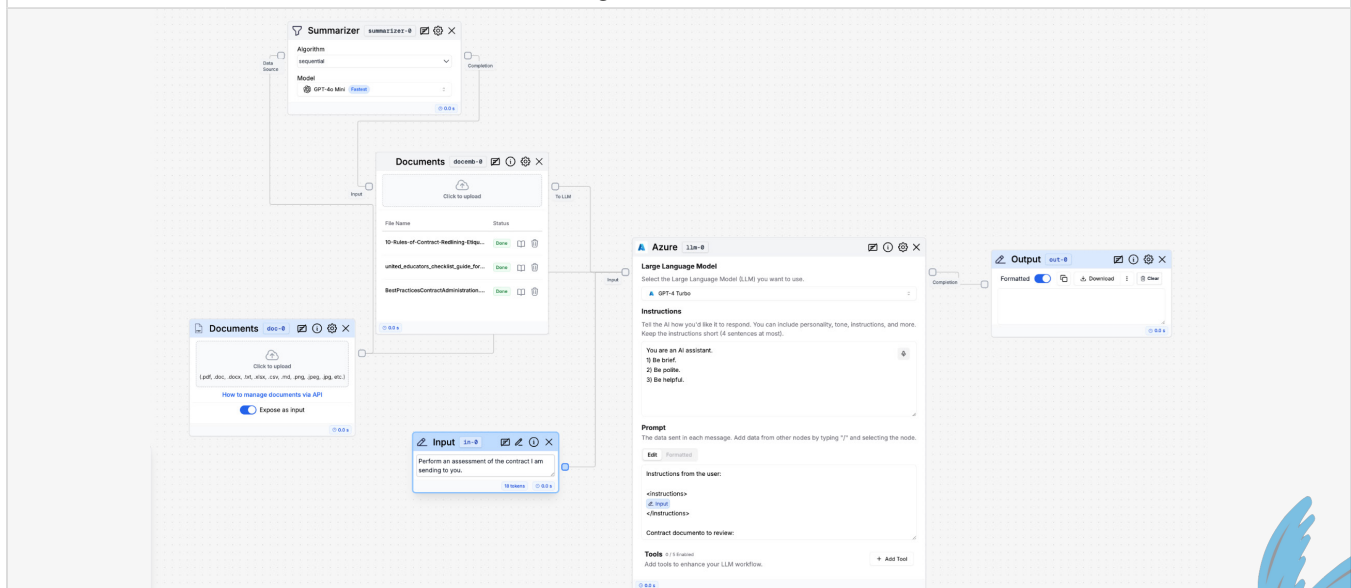 Summarizer summarizer-0
Algorithm
sequential
Model
GPT-4o Mini Fastest
0.0 s
Data
Source
Completion
Documents docemb-0
Click to upload
Input
To LLM
File Name Status
10-Rules-of-Contract-Redlining-Etiqu... Done
united_educators_checklist_guide_for... Done
BestPracticesContractAdministration.... Done
0.0 s
Documents doc-0
Click to upload
(.pdf, .doc, .docx, .txt, .xlsx, .csv, .md, .png, .jpeg, .jpg, etc.)
How to manage documents via API
Expose as input
0.0 s
Input in-0
Perform an assessment of the contract I am
sending to you.
18 tokens 0.0 s
Input
Azure llm-0
Large Language Model
Select the Large Language Model (LLM) you want to use.
GPT-4 Turbo
Instructions
Tell the AI how you'd like it to respond. You can include personality, tone, instructions, and more.
Keep the instructions short (4 sentences at most).
You are an AI assistant.
1) Be brief.
2) Be polite.
3) Be helpful.
Prompt
The data sent in each message. Add data from other nodes by typing "/" and selecting the node.
Edit Formatted
Instructions from the user:
<instructions>
Input
</instructions>
Contract documento to review:
Tools 0 / 5 Enabled
Add tools to enhance your LLM workflow.
+ Add Tool
0.0 s
Completion
Output out-0
Formatted Download Clear
0.0 s